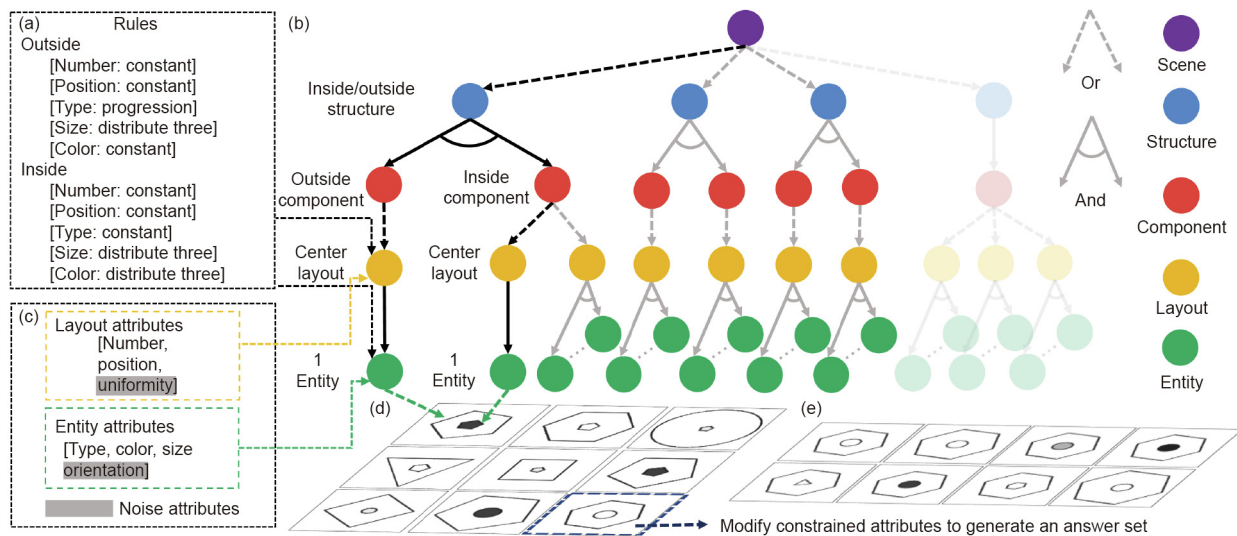 (a) Rules
Outside
[Number: constant]
[Position: constant]
[Type: progression]
[Size: distribute three]
[Color: constant]
Inside
[Number: constant]
[Position: constant]
[Type: constant]
[Size: distribute three]
[Color: distribute three]
(b)
Inside/outside
structure
Outside
component
Inside
component
Center
layout
Center
layout
1
Entity
1
Entity
Or
And
Scene
Structure
Component
Layout
Entity
(c)
Layout attributes
[Number,
position,
uniformity]
Entity attributes
[Type, color, size
orientation]
Noise attributes
(d)
(e)
Modify constrained attributes to generate an answer set